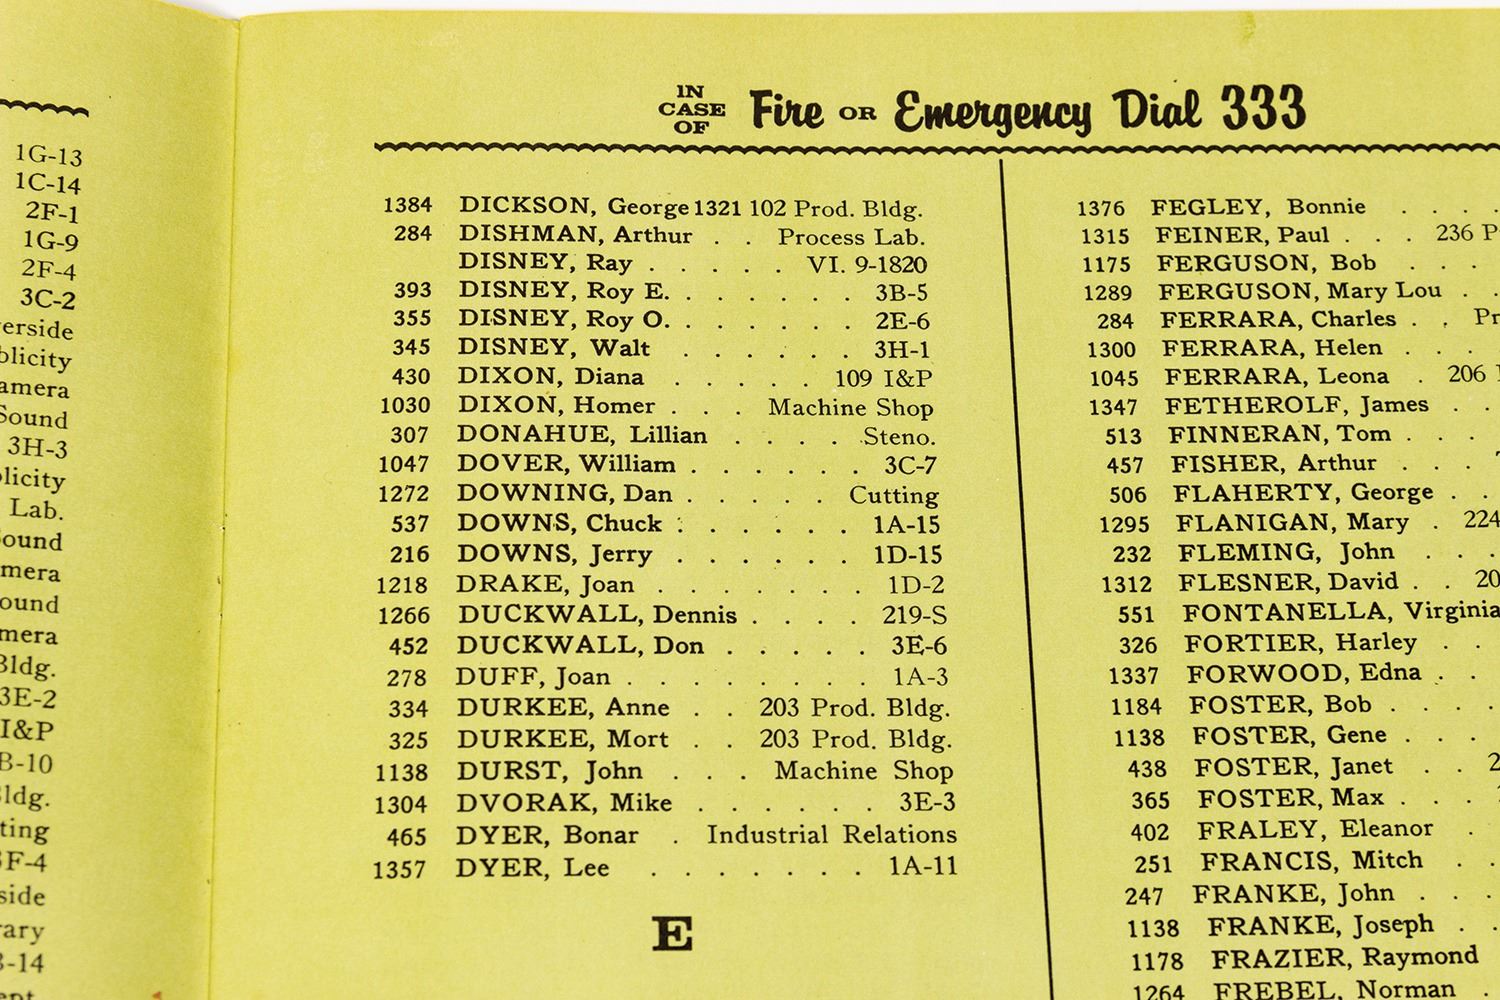 1G-13
1C-14
2F-1
1G-9
2F-4
3C-2
3H-3
Lab.
3E-2
I&P
IN CASE OF Fire OR Emergency Dial 333
1384 DICKSON, George 1321 102 Prod. Bldg.
284 DISHMAN, Arthur . . Process Lab.
DISNEY, Ray . . . . . VI. 9-1820
393 DISNEY, Roy E. . . . . . . 3B-5
355 DISNEY, Roy O. . . . . . . 2E-6
345 DISNEY, Walt . . . . . . 3H-1
430 DIXON, Diana . . . . . 109 I&P
1030 DIXON, Homer . . . Machine Shop
307 DONAHUE, Lillian . . . . Steno.
1047 DOVER, William . . . . . . 3C-7
1272 DOWNING, Dan . . . . . Cutting
537 DOWNS, Chuck . . . . . . 1A-15
216 DOWNS, Jerry . . . . . . 1D-15
1218 DRAKE, Joan . . . . . . . 1D-2
1266 DUCKWALL, Dennis . . . . 219-S
452 DUCKWALL, Don . . . . . 3E-6
278 DUFF, Joan . . . . . . . . 1A-3
334 DURKEE, Anne . . 203 Prod. Bldg.
325 DURKEE, Mort . . 203 Prod. Bldg.
1138 DURST, John . . . Machine Shop
1304 DVORAK, Mike . . . . . . 3E-3
465 DYER, Bonar . Industrial Relations
1357 DYER, Lee . . . . . . . 1A-11
E
1376 FEGLEY, Bonnie . . . .
1315 FEINER, Paul . . . 236 P
1175 FERGUSON, Bob . . .
1289 FERGUSON, Mary Lou . .
284 FERRARA, Charles . . Pr
1300 FERRARA, Helen . . .
1045 FERRARA, Leona . 206
1347 FETHEROLF, James . .
513 FINNERAN, Tom . . .
457 FISHER, Arthur . . .
506 FLAHERTY, George . .
1295 FLANIGAN, Mary . 224
232 FLEMING, John . . .
1312 FLESNER, David . . 20
551 FONTANELLA, Virginia
326 FORTIER, Harley . .
1337 FORWOOD, Edna . .
1184 FOSTER, Bob . . . .
1138 FOSTER, Gene . . .
438 FOSTER, Janet . . 2
365 FOSTER, Max . . .
402 FRALEY, Eleanor .
251 FRANCIS, Mitch . .
247 FRANKE, John . . .
1138 FRANKE, Joseph . .
1178 FRAZIER, Raymond
1264 FREBEL, Norman .